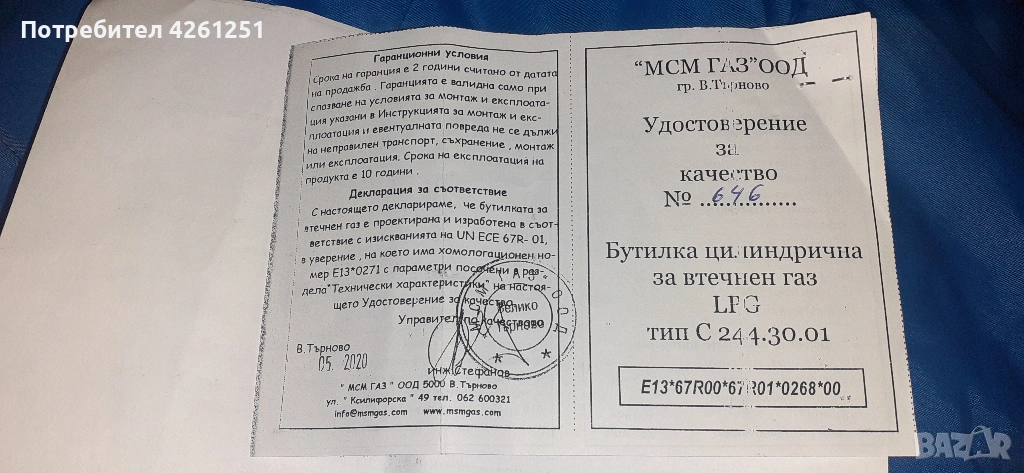 Потребител 4261251
Гаранционни условия
Срока на гаранция е 2 години считано от датата
на продажба . Гаранцията е валидна само при
спазване на условията за монтаж и експлоата-
ция указани в Инструкцията за монтаж и екс-
плоатация и евентуалната повреда не се дължи
на неправилен транспорт, съхранение , монтаж
или експлоатация. Срока на експлоатация на
продукта е 10 години .
Декларация за съответствие
С настоящето декларираме, че бутилката за
втечнен газ е проектирана и изработена в съот-
ветствие с изискванията на UN ECE 67R- 01,
в уверение , на което има хомологационен но-
мер E13*0271 с параметри посочени в раз-
дела"Технически характеристики" на настоя-
щето Удостоверение за качество.
Управител по качеството
В.Търново
05. 2020
инж.Стефанов
" МСМ ГАЗ " ООД 5000 В.Търново
ул. " Ксилифорска " 49 тел. 062 600321
info@msmgas.com www.msmgas.com
"МСМ ГАЗ" ООД
Велико
Търново
"МСМ ГАЗ"ООД
гр. В.Търново
Удостоверение
за
качество
№ ..646..............
Бутилка цилиндрична
за втечнен газ
LPG
тип С 244.30.01
E13*67R00*67R01*0268*00
BAZAR